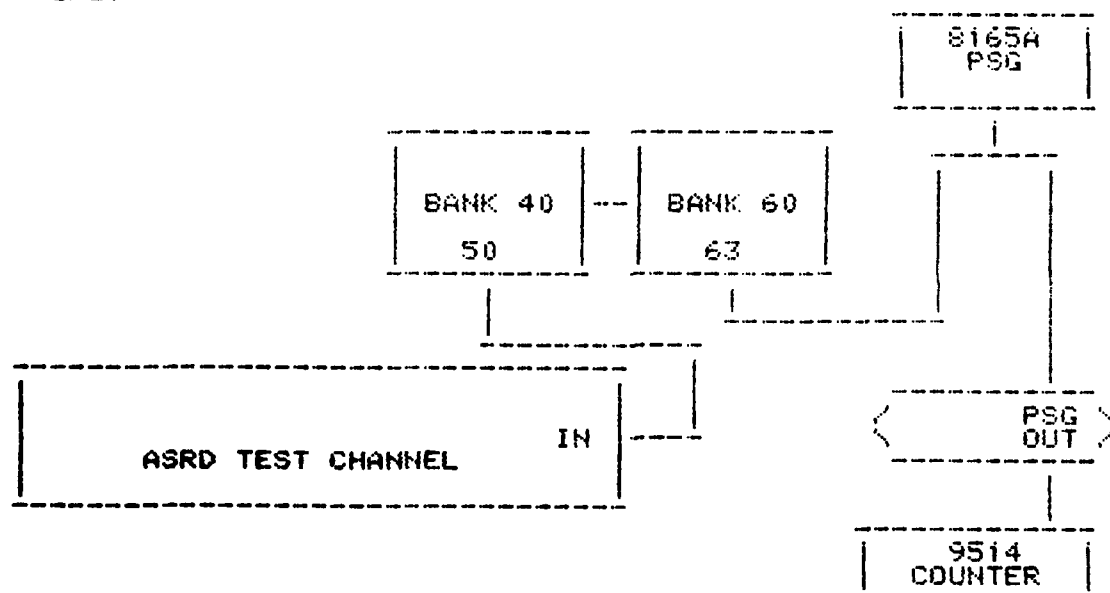 8165A
PSG
BANK 40
BANK 60
50
63
PSG
OUT
IN
ASRD TEST CHANNEL
9514
COUNTER